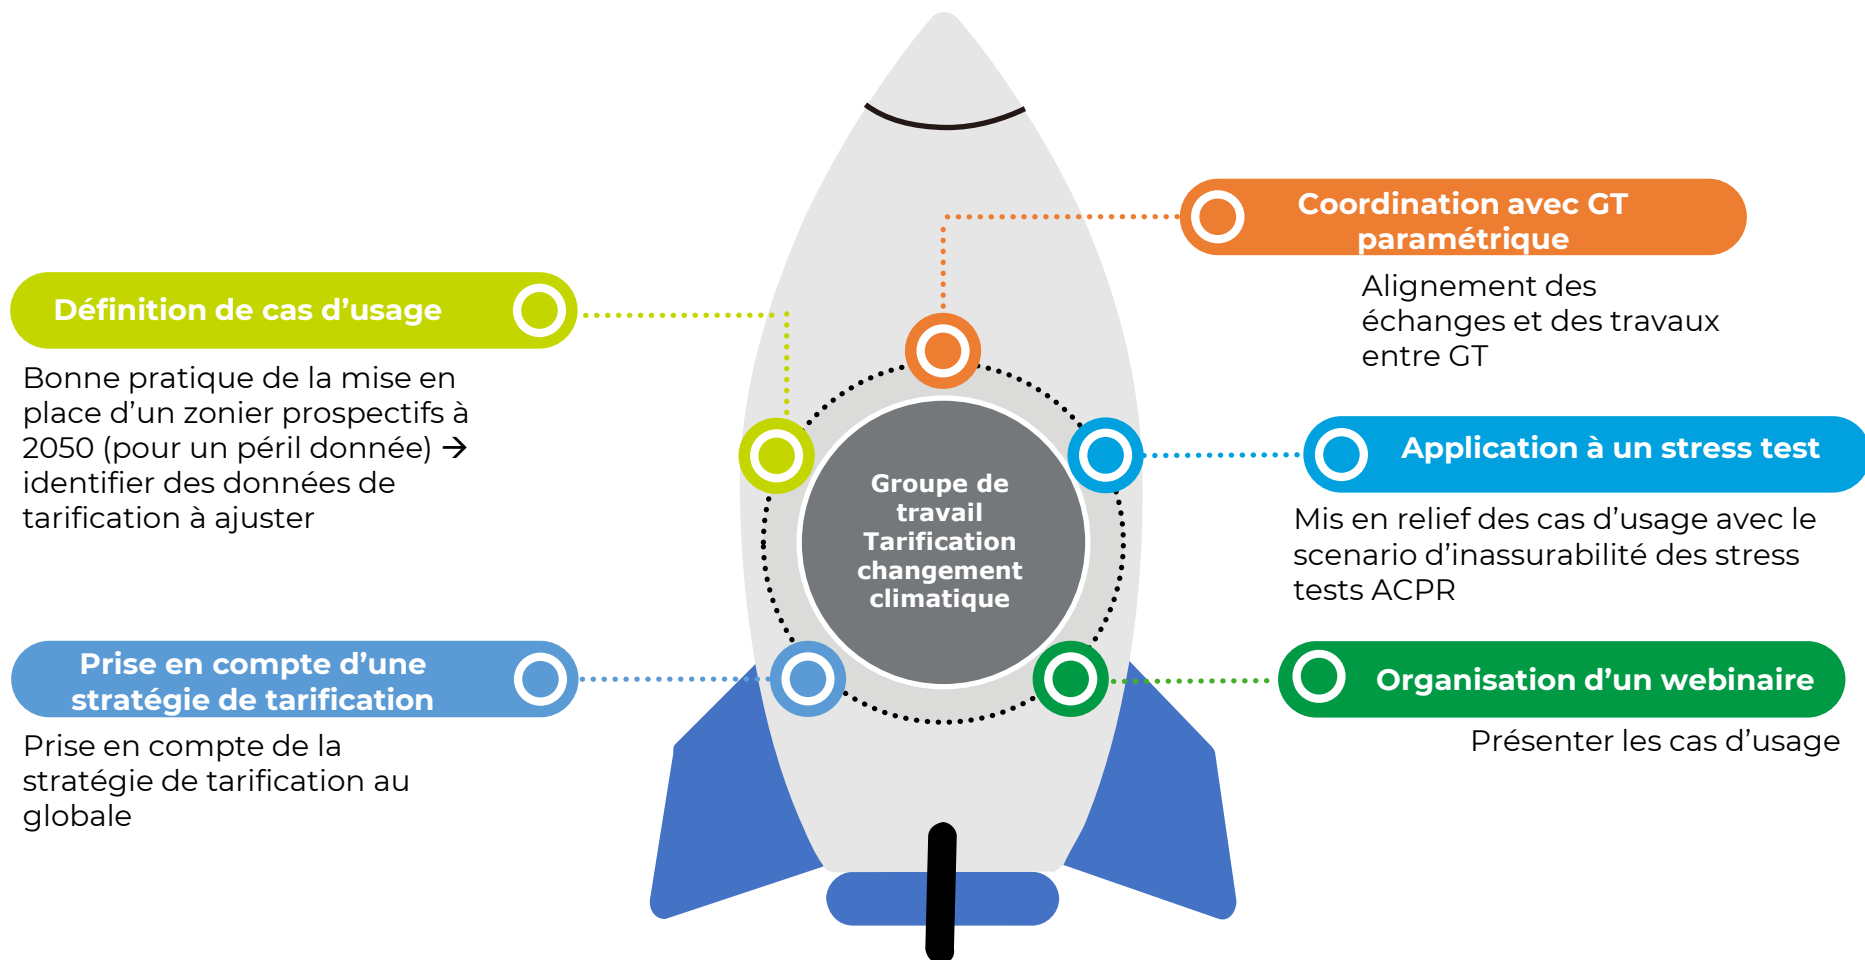 Coordination avec GT
paramétrique
Alignement des
échanges et des travaux
entre GT
Définition de cas d'usage
Bonne pratique de la mise en
place d'un zonier prospectifs à
2050 (pour un péril donnée) →
identifier des données de
tarification à ajuster
Application à un stress test
Mis en relief des cas d'usage avec le
scenario d'inassurabilité des stress
tests ACPR
Groupe de
travail
Tarification
changement
climatique
Prise en compte d'une
stratégie de tarification
Prise en compte de la
stratégie de tarification au
globale
Organisation d'un webinaire
Présenter les cas d'usage